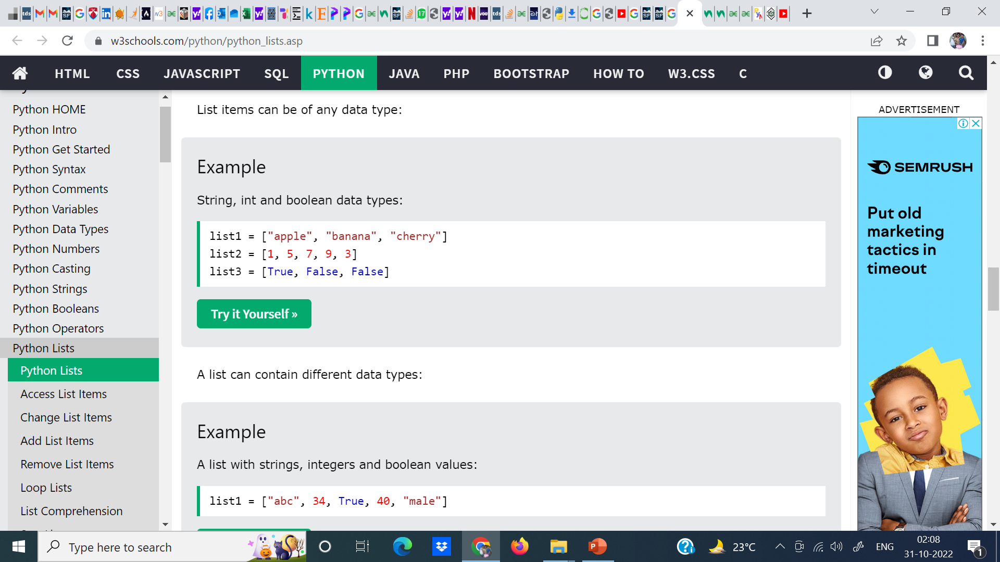 w3schools.com/python/python_lists.asp
HTML CSS JAVASCRIPT SQL PYTHON JAVA PHP BOOTSTRAP HOW TO W3.CSS C
Python HOME
Python Intro
Python Get Started
Python Syntax
Python Comments
Python Variables
Python Data Types
Python Numbers
Python Casting
Python Strings
Python Booleans
Python Operators
Python Lists
Python Lists
Access List Items
Change List Items
Add List Items
Remove List Items
Loop Lists
List Comprehension
List items can be of any data type:
Example
String, int and boolean data types:
list1 = ["apple", "banana", "cherry"]
list2 = [1, 5, 7, 9, 3]
list3 = [True, False, False]
Try it Yourself »
A list can contain different data types:
Example
A list with strings, integers and boolean values:
list1 = ["abc", 34, True, 40, "male"]
ADVERTISEMENT
SEMRUSH
Put old
marketing
tactics in
timeout
Type here to search
23°C
ENG
02:08
31-10-2022
1